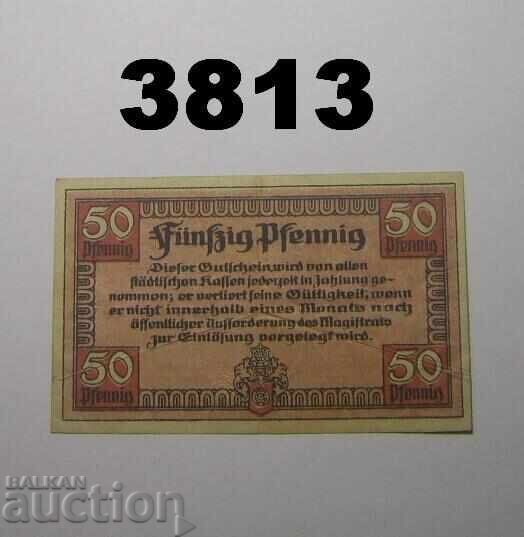 3813
50 Pfennig
50 Pfennig
Fünfzig Pfennig
Dieser Gutschein wird von allen
städtischen Kassen jederzeit in Zahlung ge-
nommen; er verliert seine Gültigkeit, wenn
er nicht innerhalb eines Monats nach
öffentlicher Aufforderung des Magistrats
zur Einlösung vorgelegt wird.
50 Pfennig
50 Pfennig
BALKAN
auction